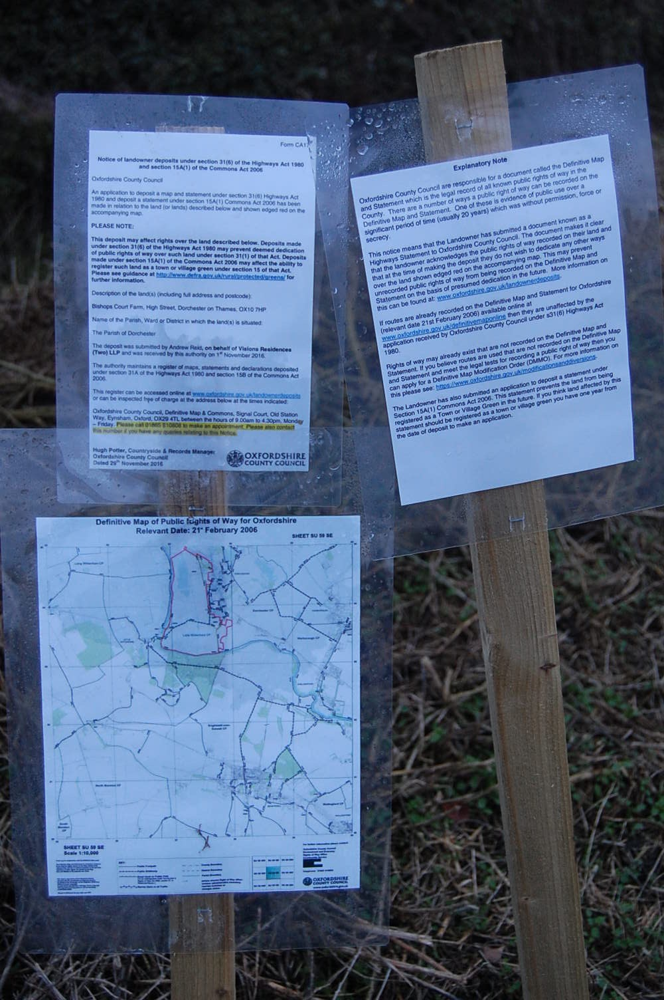 Form CA17
Notice of landowner deposits under section 31(6) of the Highways Act 1980
and section 15A(1) of the Commons Act 2006
Oxfordshire County Council
An application to deposit a map and statement under section 31(6) Highways Act
1980 and deposit a statement under section 15A(1) Commons Act 2006 has been
made in relation to the land (or lands) described below and shown edged red on the
accompanying map.
PLEASE NOTE:
This deposit may affect rights over the land described below. Deposits made
under section 31(6) of the Highways Act 1980 may prevent deemed dedication
of public rights of way over such land under section 31(1) of that Act. Deposits
made under section 15A(1) of the Commons Act 2006 may affect the ability to
register such land as a town or village green under section 15 of that Act.
Please see guidance at http://www.defra.gov.uk/rural/protected/greens/ for
further information.
Description of the land(s) (including full address and postcode):
Bishops Court Farm, High Street, Dorchester on Thames, OX10 7HP
Name of the Parish, Ward or District in which the land(s) is situated:
The Parish of Dorchester
The deposit was submitted by Andrew Reid, on behalf of Visions Residences
(Two) LLP and was received by this authority on 1st November 2016.
The authority maintains a register of maps, statements and declarations deposited
under section 31A of the Highways Act 1980 and section 15B of the Commons Act
2006.
This register can be accessed online at www.oxfordshire.gov.uk/landownerdeposits
or can be inspected free of charge at the address below at the times indicated:
Oxfordshire County Council, Definitive Map & Commons, Signal Court, Old Station
Way, Eynsham, Oxford, OX29 4TL between the hours of 9.00am to 4.30pm, Monday
– Friday. Please call 01865 810808 to make an appointment. Please also contact
this number if you have any queries relating to this Notice.
Hugh Potter, Countryside & Records Manager
Oxfordshire County Council
Dated 29th November 2016
OXFORDSHIRE
COUNTY COUNCIL
Explanatory Note
Oxfordshire County Council are responsible for a document called the Definitive Map
and Statement which is the legal record of all known public rights of way in the
County. There are a number of ways a public right of way can be recorded on the
Definitive Map and Statement. One of these is evidence of public use over a
significant period of time (usually 20 years) which was without permission, force or
secrecy.
This notice means that the Landowner has submitted a document known as a
Highways Statement to Oxfordshire County Council. The document makes it clear
that the landowner acknowledges the public rights of way recorded on their land and
that at the time of making the deposit they do not wish to dedicate any other ways
over the land shown edged red on the accompanying map. This may prevent
unrecorded public rights of way from being recorded on the Definitive Map and
Statement on the basis of presumed dedication in the future. More information on
this can be found at: www.oxfordshire.gov.uk/landownerdeposits.
If routes are already recorded on the Definitive Map and Statement for Oxfordshire
(relevant date 21st February 2006) available online at
www.oxfordshire.gov.uk/definitivemaponline then they are unaffected by the
application received by Oxfordshire County Council under s31(6) Highways Act
1980.
Rights of way may already exist that are not recorded on the Definitive Map and
Statement. If you believe routes are used that are not recorded on the Definitive Map
and Statement and meet the legal tests for recording a public right of way then you
can apply for a Definitive Map Modification Order (DMMO). For more information on
this please see: https://www.oxfordshire.gov.uk/modificationsanddiversions.
The Landowner has also submitted an application to deposit a statement under
Section 15A(1) Commons Act 2006. This statement prevents the land from being
registered as a Town or Village Green in the future. If you think land affected by this
statement should be registered as a town or village green you have one year from
the date of deposit to make an application.
Definitive Map of Public Rights of Way for Oxfordshire
Relevant Date: 21st February 2006
SHEET SU 59 SE
Long Wittenham CP
Dorchester CP
Little Wittenham CP
Warborough CP
Brightwell-cum-
Sotwell CP
North Moreton CP
Wallingford CP
South
Moreton
CP
SHEET SU 59 SE
Scale 1:10,000
KEY:
Public Footpath
Public Bridleway
County Boundary
District Boundary
Parish Boundary
OXFORDSHIRE
COUNTY COUNCIL
www.oxfordshire.gov.uk